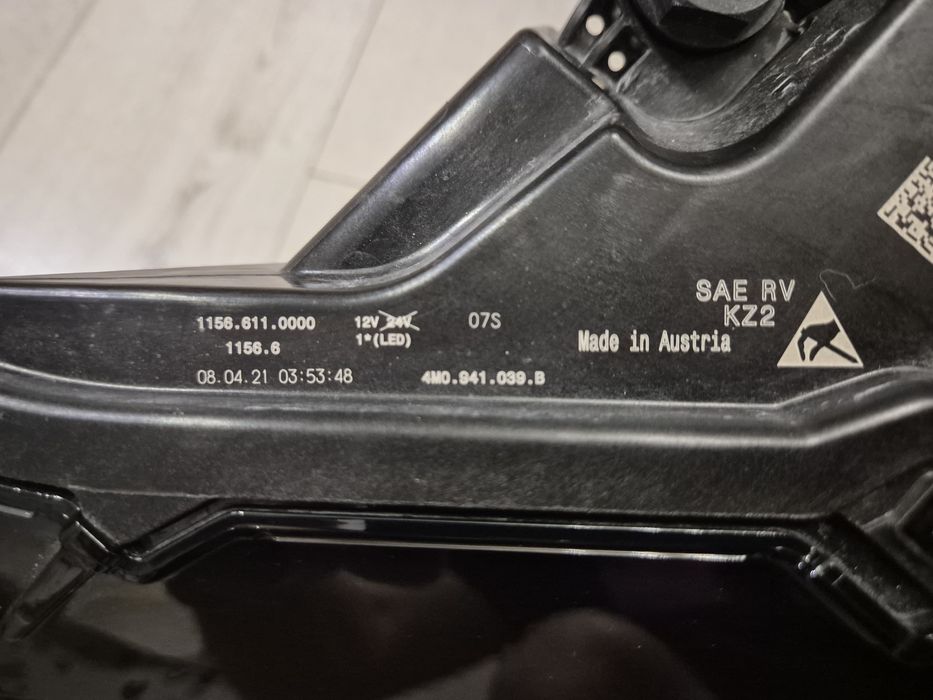 1156.611.0000
1156.6
08.04.21 03:53:48
12V 24V
1*(LED)
07S
4M0.941.039.B
Made in Austria
SAE RV
KZ2